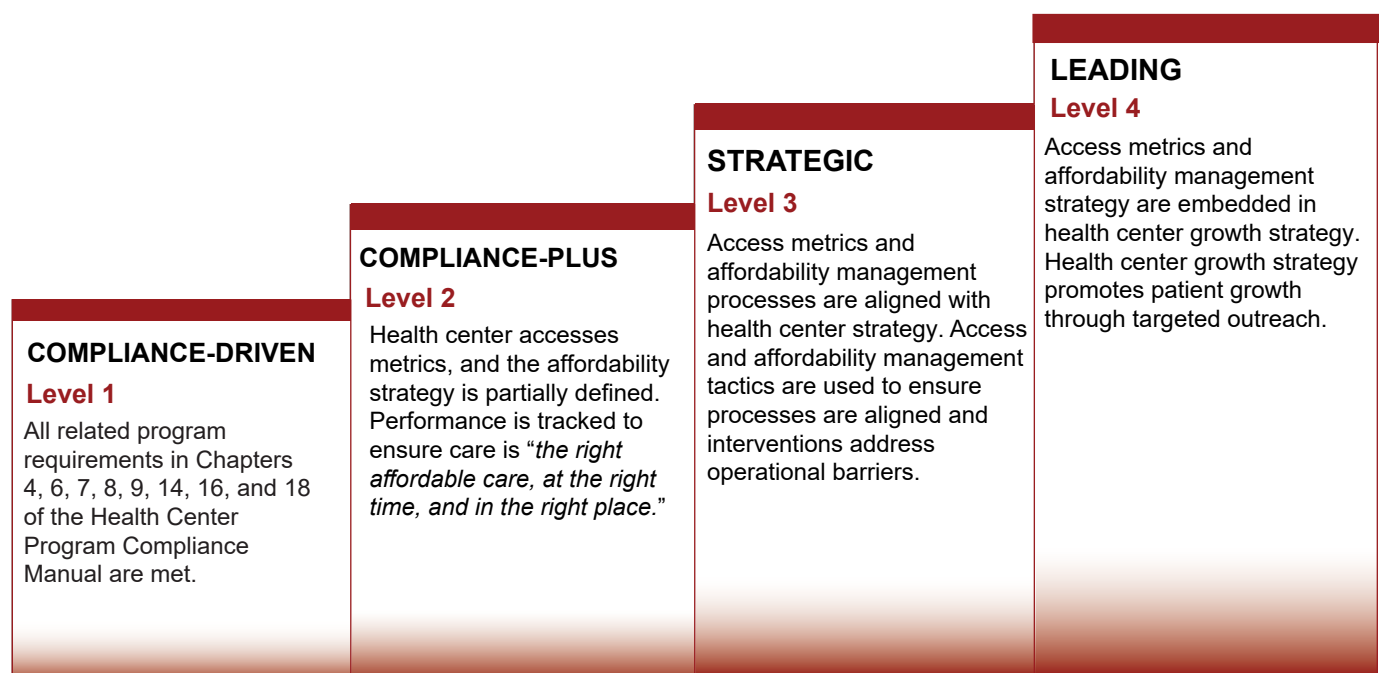 COMPLIANCE-DRIVEN
Level 1
All related program
requirements in Chapters
4, 6, 7, 8, 9, 14, 16, and 18
of the Health Center
Program Compliance
Manual are met.
COMPLIANCE-PLUS
Level 2
Health center accesses
metrics, and the affordability
strategy is partially defined.
Performance is tracked to
ensure care is “the right
affordable care, at the right
time, and in the right place.”
STRATEGIC
Level 3
Access metrics and
affordability management
processes are aligned with
health center strategy. Access
and affordability management
tactics are used to ensure
processes are aligned and
interventions address
operational barriers.
LEADING
Level 4
Access metrics and
affordability management
strategy are embedded in
health center growth strategy.
Health center growth strategy
promotes patient growth
through targeted outreach.